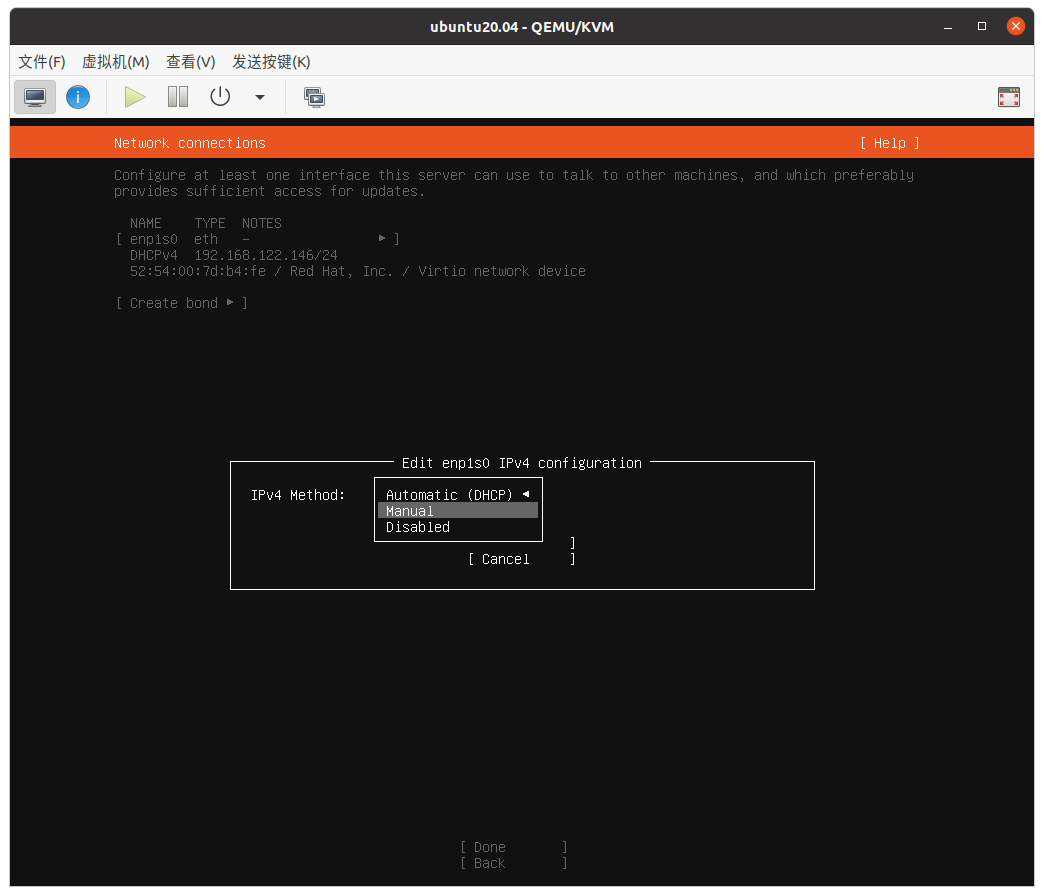 ubuntu20.04 - QEMU/KVM
文件(F) 虚拟机(M) 查看(V) 发送按键(K)
Network connections [ Help ]
Configure at least one interface this server can use to talk to other machines, and which preferably
provides sufficient access for updates.
NAME TYPE NOTES
[ enp1s0 eth - ▸ ]
DHCPv4 192.168.122.146/24
52:54:00:7d:b4:fe / Red Hat, Inc. / Virtio network device
[ Create bond ▸ ]
Edit enp1s0 IPv4 configuration
IPv4 Method: Automatic (DHCP) ◂
Manual
Disabled
]
[ Cancel ]
[ Done ]
[ Back ]